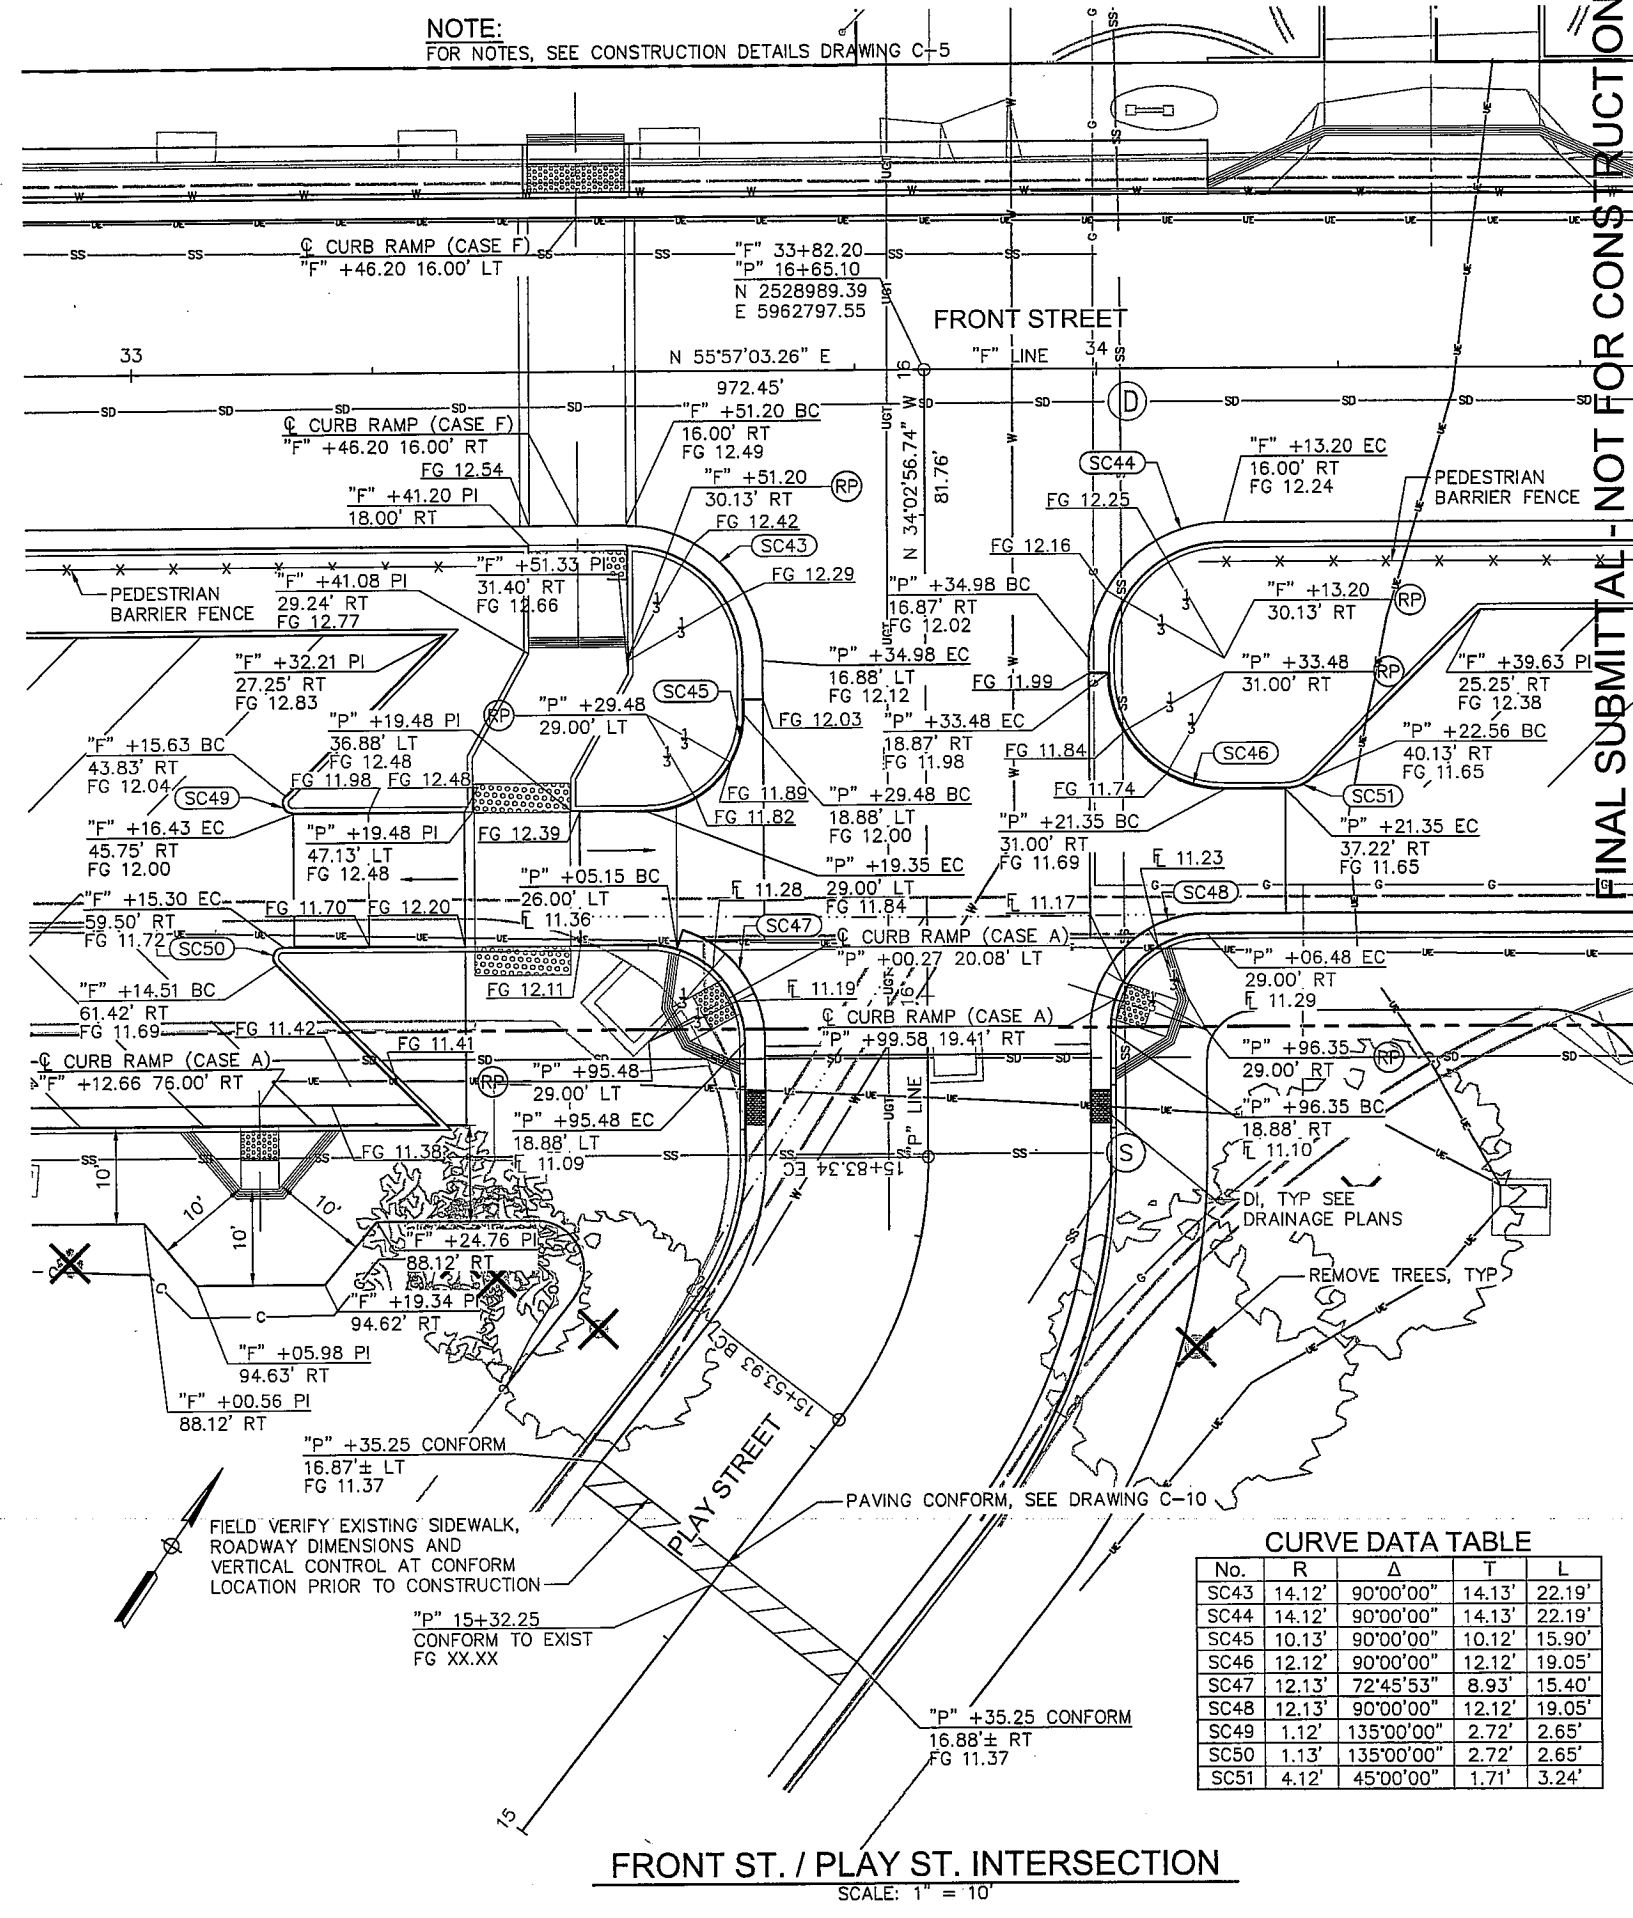 NOTE:
FOR NOTES, SEE CONSTRUCTION DETAILS DRAWING C-5
FINAL SUBMITTAL - NOT FOR CONSTRUCTION
℄ CURB RAMP (CASE F)
"F" +46.20 16.00' LT
"F" 33+82.20
"P" 16+65.10
N 2528989.39
E 5962797.55
FRONT STREET
33
N 55°57'03.26" E
972.45'
"F" LINE
34
16
N 34°02'56.74" W
81.76'
D
℄ CURB RAMP (CASE F)
"F" +46.20 16.00' RT
"F" +51.20 BC
16.00' RT
FG 12.49
FG 12.54
"F" +41.20 PI
18.00' RT
"F" +51.20
30.13' RT
RP
FG 12.42
SC43
FG 12.29
SC44
FG 12.25
FG 12.16
"F" +13.20 EC
16.00' RT
FG 12.24
PEDESTRIAN
BARRIER FENCE
PEDESTRIAN
BARRIER FENCE
"F" +41.08 PI
29.24' RT
FG 12.77
"F" +51.33 PI
31.40' RT
FG 12.66
"P" +34.98 BC
16.87' RT
FG 12.02
"F" +13.20
30.13' RT
RP
"F" +32.21 PI
27.25' RT
FG 12.83
"P" +34.98 EC
16.88' LT
FG 12.12
FG 11.99
"P" +33.48
31.00' RT
RP
"F" +39.63 PI
25.25' RT
FG 12.38
SC45
RP
"P" +29.48
29.00' LT
FG 12.03
"P" +33.48 EC
18.87' RT
FG 11.98
"P" +19.48 PI
36.88' LT
FG 12.48
"F" +15.63 BC
43.83' RT
FG 12.04
SC49
FG 11.98
FG 12.48
FG 11.84
SC46
"P" +22.56 BC
40.13' RT
FG 11.65
SC51
FG 11.74
FG 11.89
FG 11.82
"P" +29.48 BC
18.88' LT
FG 12.00
"F" +16.43 EC
45.75' RT
FG 12.00
"P" +19.48 PI
47.13' LT
FG 12.48
FG 12.39
"P" +21.35 BC
31.00' RT
FG 11.69
"P" +21.35 EC
37.22' RT
FG 11.65
"P" +19.35 EC
29.00' LT
FG 11.84
"P" +05.15 BC
26.00' LT
FL 11.36
FL 11.28
FL 11.23
SC48
FL 11.17
"F" +15.30 EC
59.50' RT
FG 11.72
FG 11.70
FG 12.20
SC50
SC47
℄ CURB RAMP (CASE A)
"P" +00.27 20.08' LT
"P" +06.48 EC
29.00' RT
FL 11.29
"F" +14.51 BC
61.42' RT
FG 11.69
FG 12.11
FL 11.19
16
℄ CURB RAMP (CASE A)
"P" +99.58 19.41' RT
FG 11.42
FG 11.41
℄ CURB RAMP (CASE A)
"F" +12.66 76.00' RT
RP
"P" +95.48
29.00' LT
"P" +96.35
29.00' RT
RP
"P" +95.48 EC
18.88' LT
FL 11.09
"P" LINE
15+83.34 EC
"P" +96.35 BC
18.88' RT
FL 11.10
S
FG 11.38
10'
10'
10'
10'
DI, TYP SEE
DRAINAGE PLANS
"F" +24.76 PI
88.12' RT
"F" +19.34 PI
94.62' RT
REMOVE TREES, TYP
"F" +05.98 PI
94.63' RT
"F" +00.56 PI
88.12' RT
15+53.93 BC
PLAY STREET
"P" +35.25 CONFORM
16.87'± LT
FG 11.37
PAVING CONFORM, SEE DRAWING C-10
FIELD VERIFY EXISTING SIDEWALK,
ROADWAY DIMENSIONS AND
VERTICAL CONTROL AT CONFORM
LOCATION PRIOR TO CONSTRUCTION
"P" 15+32.25
CONFORM TO EXIST
FG XX.XX
"P" +35.25 CONFORM
16.88'± RT
FG 11.37
15
CURVE DATA TABLE
No. R Δ T L
SC43 14.12' 90°00'00" 14.13' 22.19'
SC44 14.12' 90°00'00" 14.13' 22.19'
SC45 10.13' 90°00'00" 10.12' 15.90'
SC46 12.12' 90°00'00" 12.12' 19.05'
SC47 12.13' 72°45'53" 8.93' 15.40'
SC48 12.13' 90°00'00" 12.12' 19.05'
SC49 1.12' 135°00'00" 2.72' 2.65'
SC50 1.13' 135°00'00" 2.72' 2.65'
SC51 4.12' 45°00'00" 1.71' 3.24'
FRONT ST. / PLAY ST. INTERSECTION
SCALE: 1" = 10'